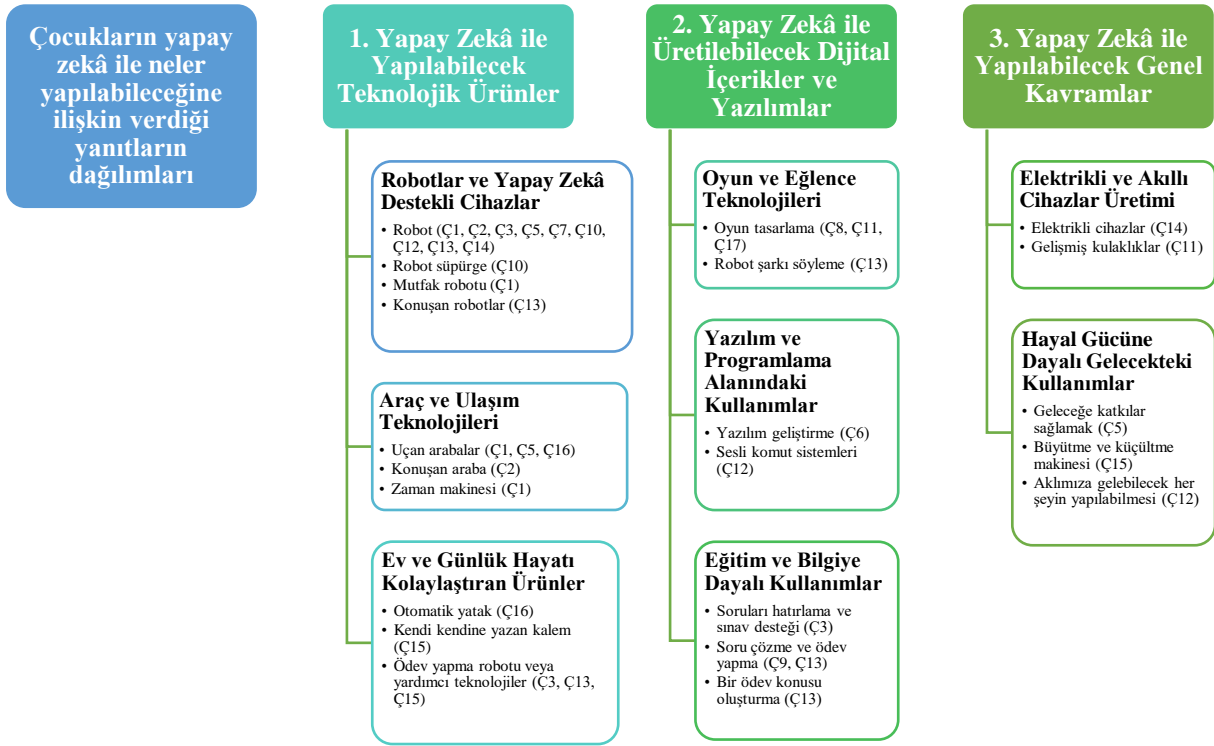 Çocukların yapay
zekâ ile neler
yapılabileceğine
ilişkin verdiği
yanıtların
dağılımları
1. Yapay Zekâ ile
Yapılabilecek
Teknolojik Ürünler
Robotlar ve Yapay Zekâ
Destekli Cihazlar
• Robot (Ç1, Ç2, Ç3, Ç5, Ç7, Ç10,
Ç12, Ç13, Ç14)
• Robot süpürge (Ç10)
• Mutfak robotu (Ç1)
• Konuşan robotlar (Ç13)
Araç ve Ulaşım
Teknolojileri
• Uçan arabalar (Ç1, Ç5, Ç16)
• Konuşan araba (Ç2)
• Zaman makinesi (Ç1)
Ev ve Günlük Hayatı
Kolaylaştıran Ürünler
• Otomatik yatak (Ç16)
• Kendi kendine yazan kalem
(Ç15)
• Ödev yapma robotu veya
yardımcı teknolojiler (Ç3, Ç13,
Ç15)
2. Yapay Zekâ ile
Üretilebilecek Dijital
İçerikler ve
Yazılımlar
Oyun ve Eğlence
Teknolojileri
• Oyun tasarlama (Ç8, Ç11,
Ç17)
• Robot şarkı söyleme (Ç13)
Yazılım ve
Programlama
Alanındaki
Kullanımlar
• Yazılım geliştirme (Ç6)
• Sesli komut sistemleri
(Ç12)
Eğitim ve Bilgiye
Dayalı Kullanımlar
• Soruları hatırlama ve
sınav desteği (Ç3)
• Soru çözme ve ödev
yapma (Ç9, Ç13)
• Bir ödev konusu
oluşturma (Ç13)
3. Yapay Zekâ ile
Yapılabilecek Genel
Kavramlar
Elektrikli ve Akıllı
Cihazlar Üretimi
• Elektrikli cihazlar (Ç14)
• Gelişmiş kulaklıklar (Ç11)
Hayal Gücüne
Dayalı Gelecekteki
Kullanımlar
• Geleceğe katkılar
sağlamak (Ç5)
• Büyütme ve küçültme
makinesi (Ç15)
• Aklımıza gelebilecek her
şeyin yapılabilmesi (Ç12)